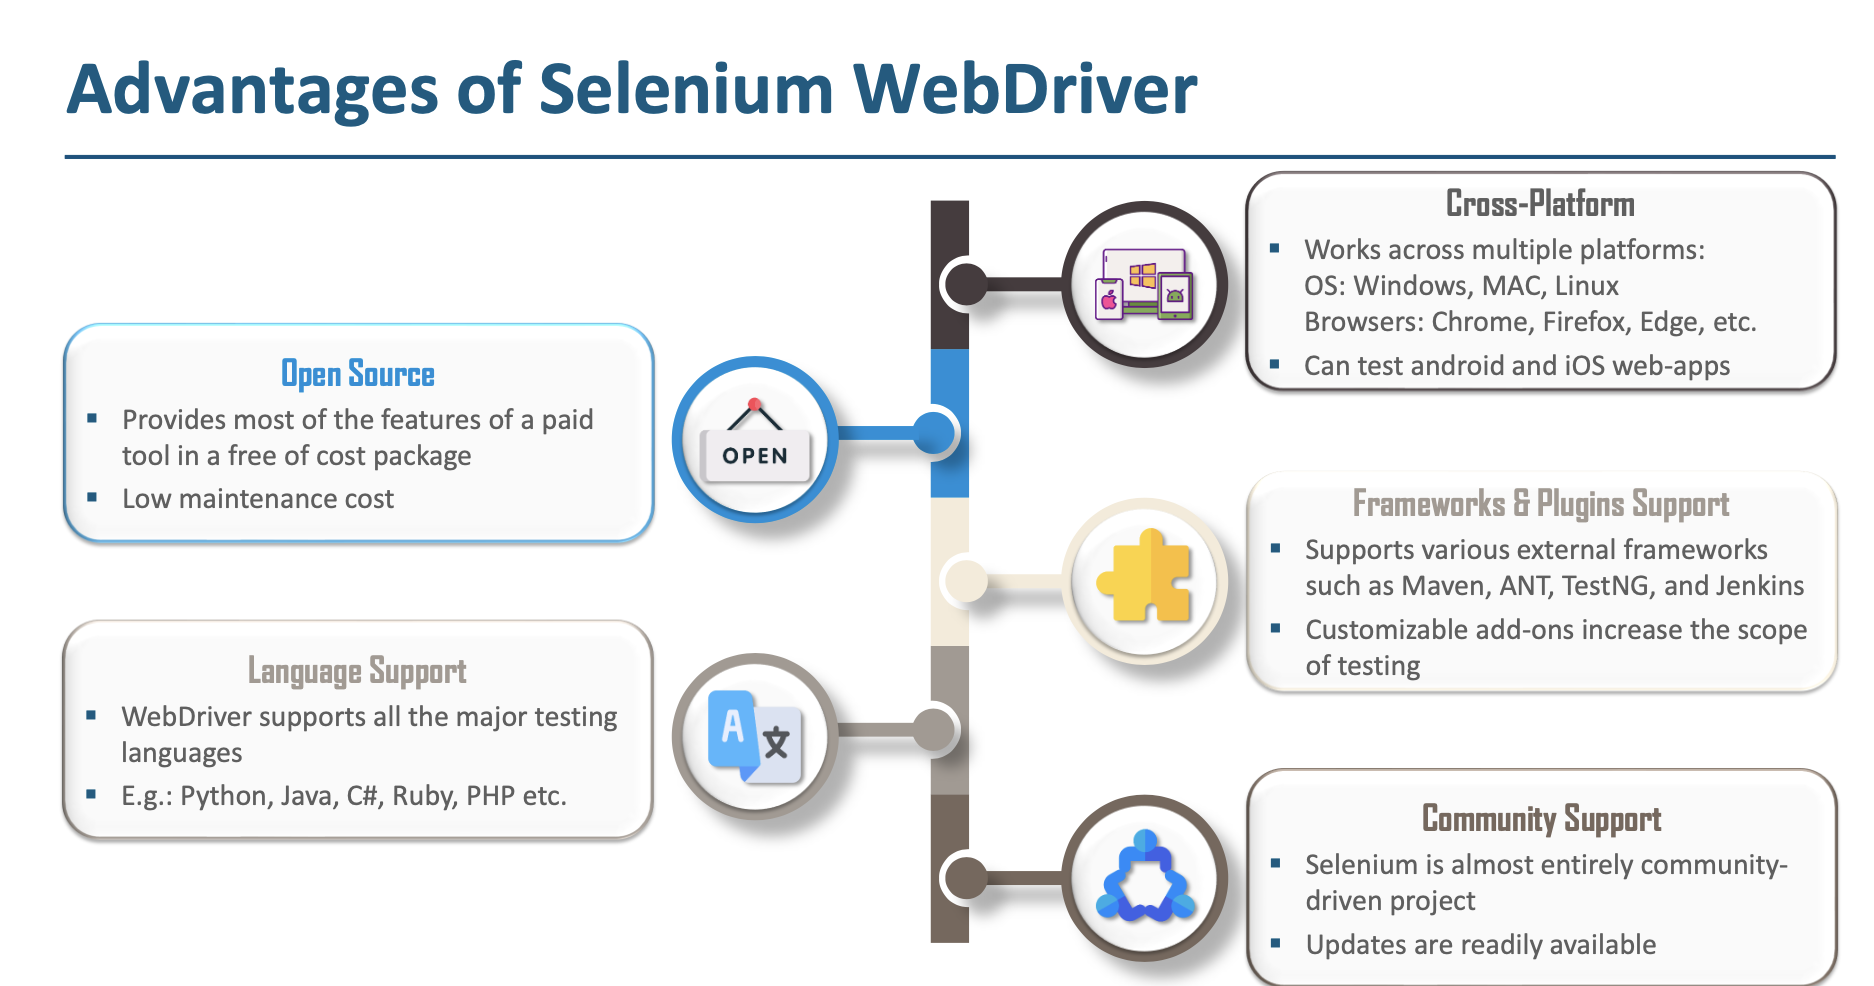 Advantages of Selenium WebDriver
Cross-Platform
▪ Works across multiple platforms:
OS: Windows, MAC, Linux
Browsers: Chrome, Firefox, Edge, etc.
▪ Can test android and iOS web-apps
Open Source
▪ Provides most of the features of a paid
tool in a free of cost package
▪ Low maintenance cost
OPEN
Frameworks & Plugins Support
▪ Supports various external frameworks
such as Maven, ANT, TestNG, and Jenkins
▪ Customizable add-ons increase the scope
of testing
Language Support
▪ WebDriver supports all the major testing
languages
▪ E.g.: Python, Java, C#, Ruby, PHP etc.
A 文
Community Support
▪ Selenium is almost entirely community-
driven project
▪ Updates are readily available